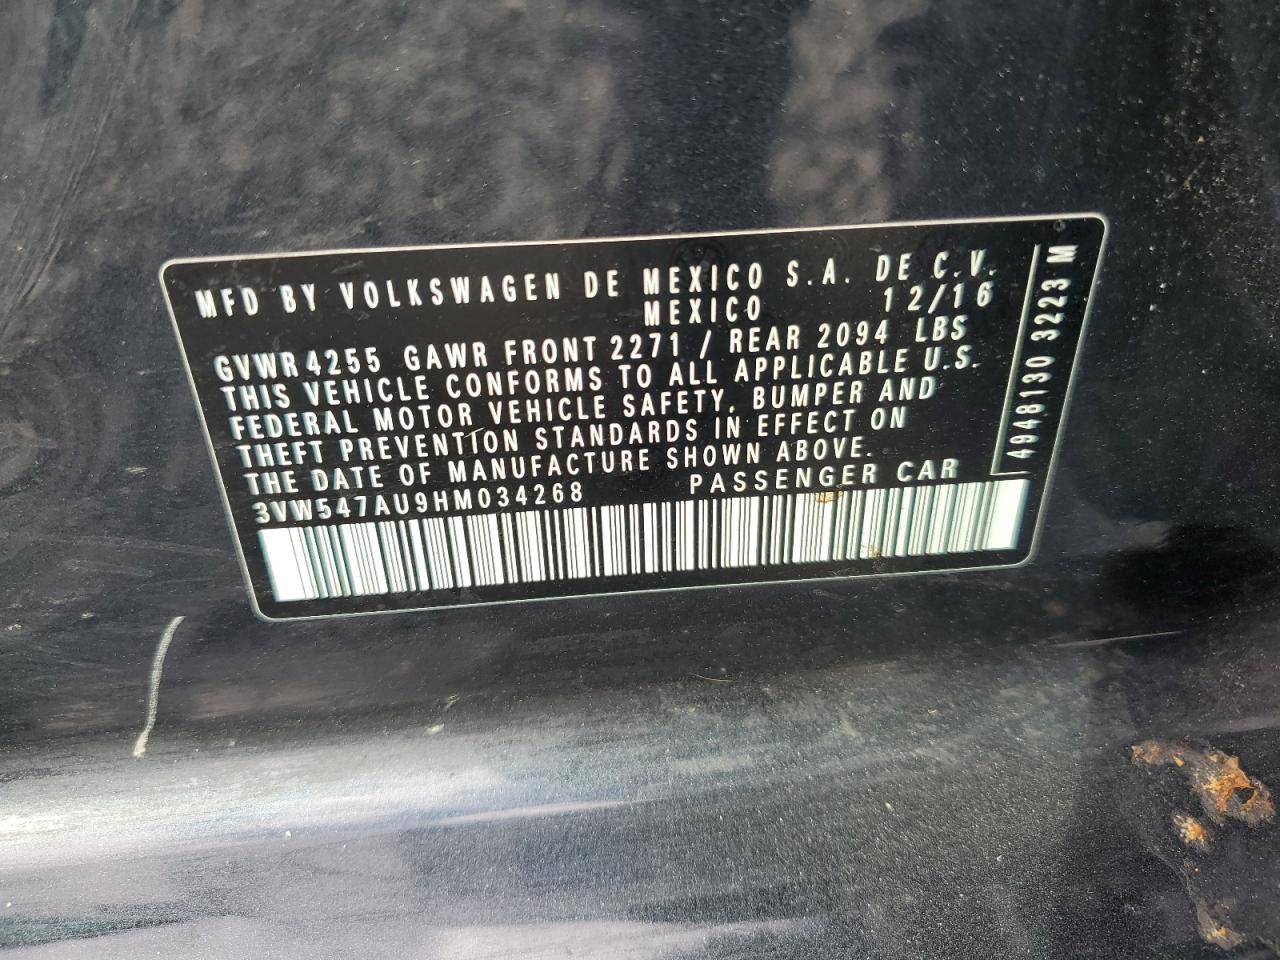 MFD BY VOLKSWAGEN DE MEXICO S.A. DE C.V.
MEXICO 12/16
GVWR 4255 GAWR FRONT 2271 / REAR 2094 LBS
THIS VEHICLE CONFORMS TO ALL APPLICABLE U.S.
FEDERAL MOTOR VEHICLE SAFETY, BUMPER AND
THEFT PREVENTION STANDARDS IN EFFECT ON
THE DATE OF MANUFACTURE SHOWN ABOVE.
3VW547AU9HM034268 PASSENGER CAR
4948130 3223 M